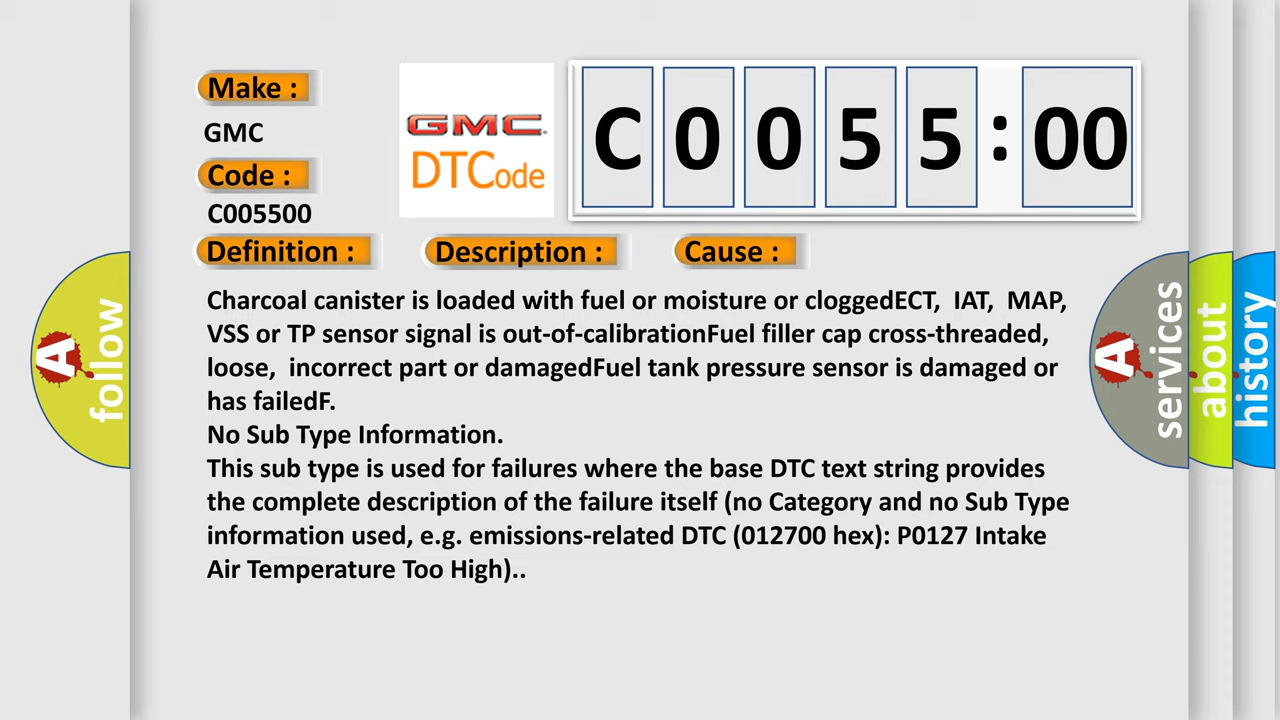 Make :
GMC
Code :
C005500
GMC
DTCode
C0055:00
Definition :
Description :
Cause :
Charcoal canister is loaded with fuel or moisture or cloggedECT,  IAT,  MAP,
VSS or TP sensor signal is out-of-calibrationFuel filler cap cross-threaded,
loose,  incorrect part or damagedFuel tank pressure sensor is damaged or
has failedF.
No Sub Type Information.
This sub type is used for failures where the base DTC text string provides
the complete description of the failure itself (no Category and no Sub Type
information used, e.g. emissions-related DTC (012700 hex): P0127 Intake
Air Temperature Too High)..
A
follow
A
services
about
history